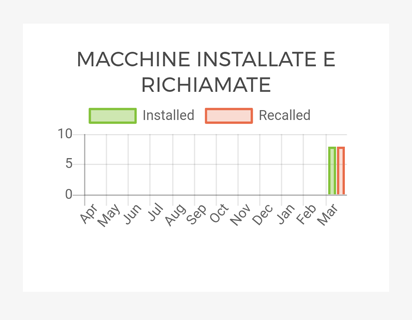 MACCHINE INSTALLATE E
RICHIAMATE
Installed Recalled
10
5
0
Apr May Jun Jul Aug Sep Oct Nov Dec Jan Feb Mar